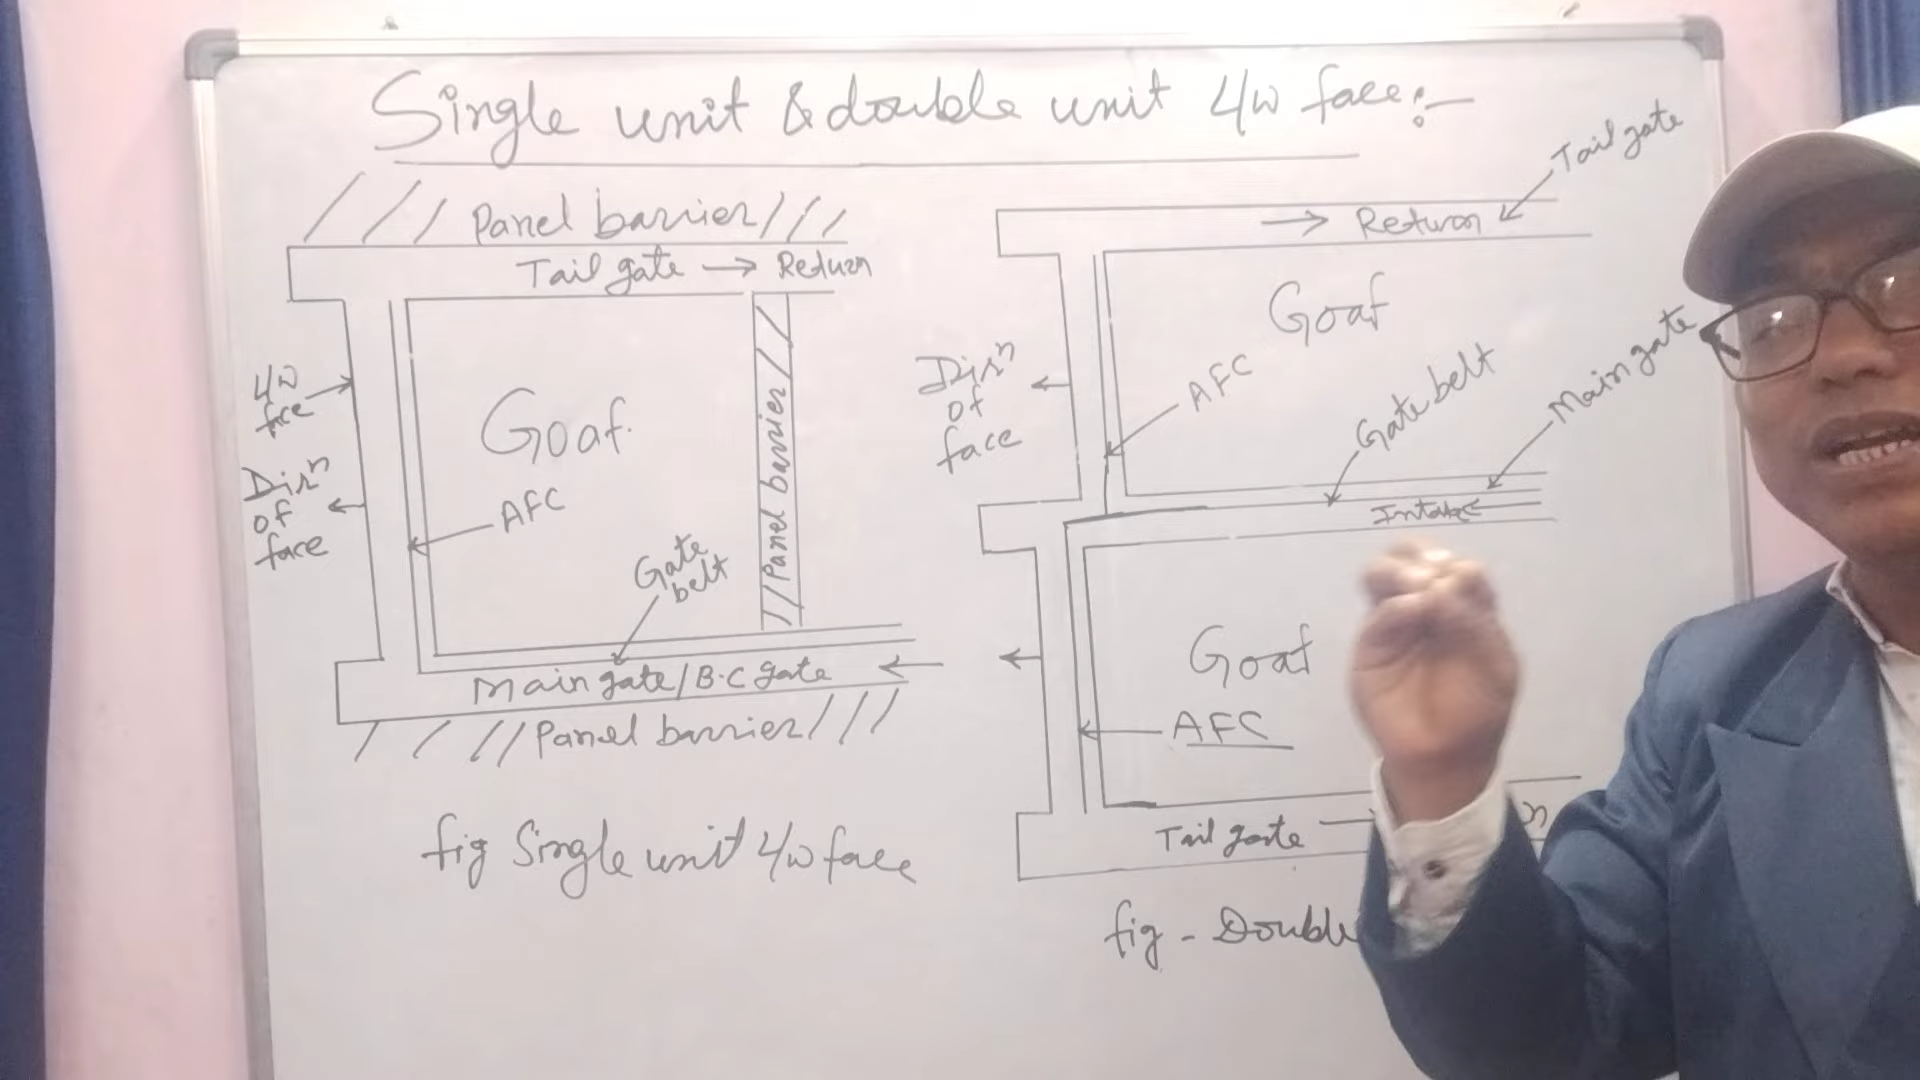 Single unit & double unit L/w face:-
Panel barrier
Tail gate → Return
L/w
face
Dirⁿ
of
face
Goaf.
AFC
Gate
belt
Panel barrier
Main gate/B.C gate
Panel barrier
fig Single unit L/w face
Tail gate
Return
Goaf
Dirⁿ
of
face
AFC
Gate belt
Main gate
Intake
Goaf
AFC
Tail gate
n
fig - Double